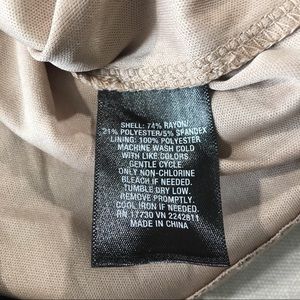 SHELL: 74% RAYON/
21% POLYESTER/5% SPANDEX
LINING: 100% POLYESTER
MACHINE WASH COLD
WITH LIKE COLORS.
GENTLE CYCLE.
ONLY NON-CHLORINE
BLEACH IF NEEDED.
TUMBLE DRY LOW.
REMOVE PROMPTLY.
COOL IRON IF NEEDED.
RN 17730 VN 2242811
MADE IN CHINA